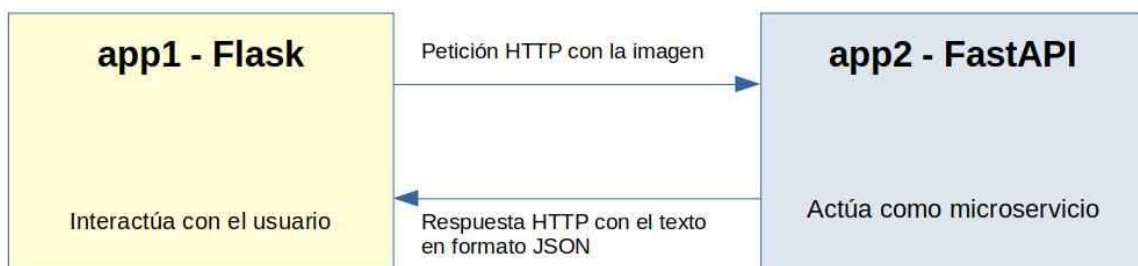 app1 - Flask
Petición HTTP con la imagen
app2 - FastAPI
Interactúa con el usuario
Respuesta HTTP con el texto
en formato JSON
Actúa como microservicio